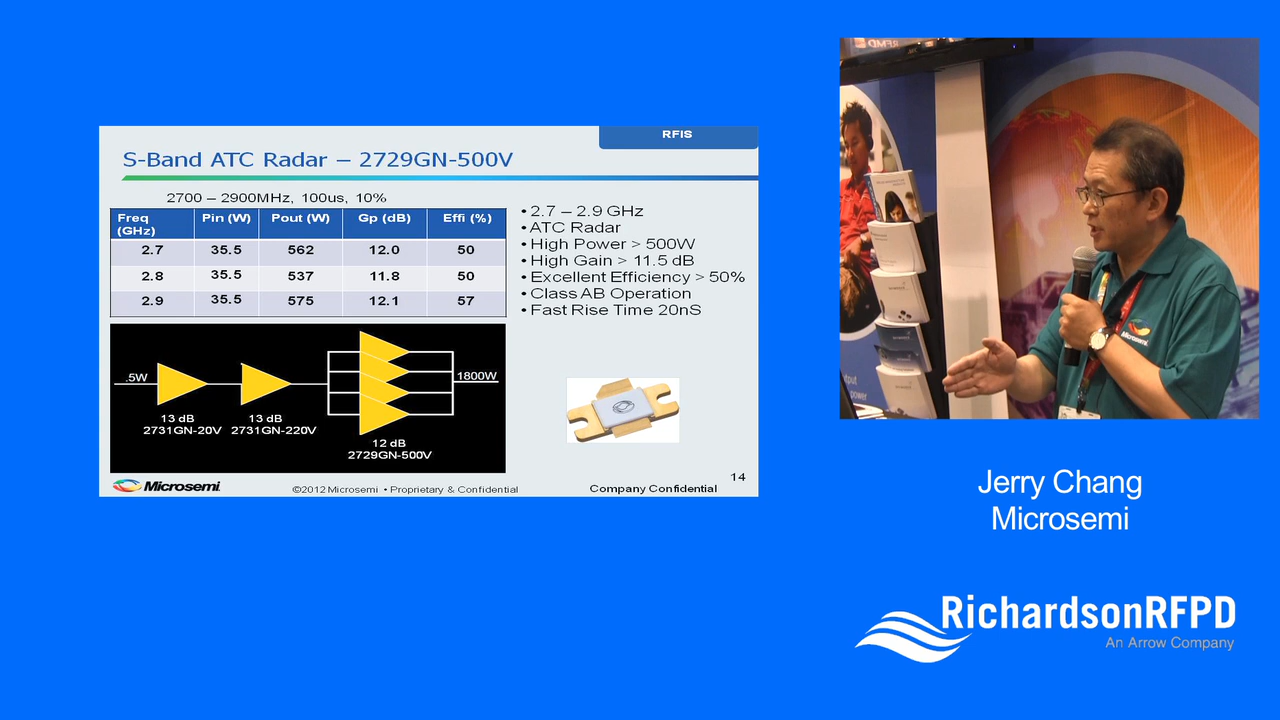 RFIS
S-Band ATC Radar – 2729GN-500V
2700 – 2900MHz, 100us, 10%
Freq (GHz) Pin (W) Pout (W) Gp (dB) Effi (%)
2.7 35.5 562 12.0 50
2.8 35.5 537 11.8 50
2.9 35.5 575 12.1 57
• 2.7 – 2.9 GHz
• ATC Radar
• High Power > 500W
• High Gain > 11.5 dB
• Excellent Efficiency > 50%
• Class AB Operation
• Fast Rise Time 20nS
.5W
1800W
13 dB
2731GN-20V
13 dB
2731GN-220V
12 dB
2729GN-500V
Microsemi
©2012 Microsemi • Proprietary & Confidential
Company Confidential
14
RFMD
output
power
Microsemi
Jerry Chang
Microsemi
RichardsonRFPD
An Arrow Company